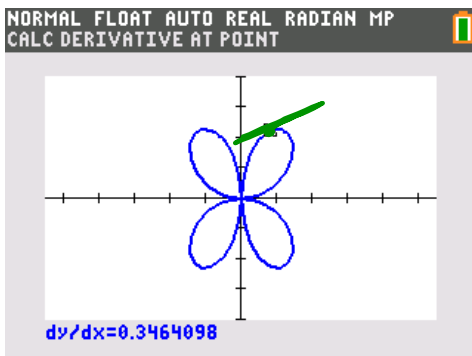 NORMAL FLOAT AUTO REAL RADIAN MP
CALC DERIVATIVE AT POINT
dy/dx=0.3464098